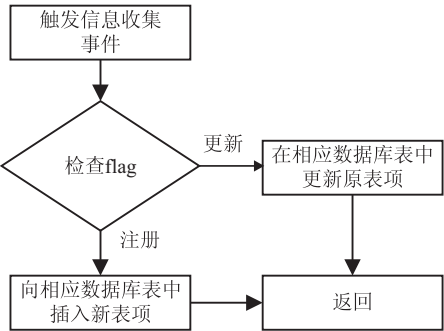 触发信息收集
事件
检查flag
更新
在相应数据库表中
更新原表项
注册
向相应数据库表中
插入新表项
返回